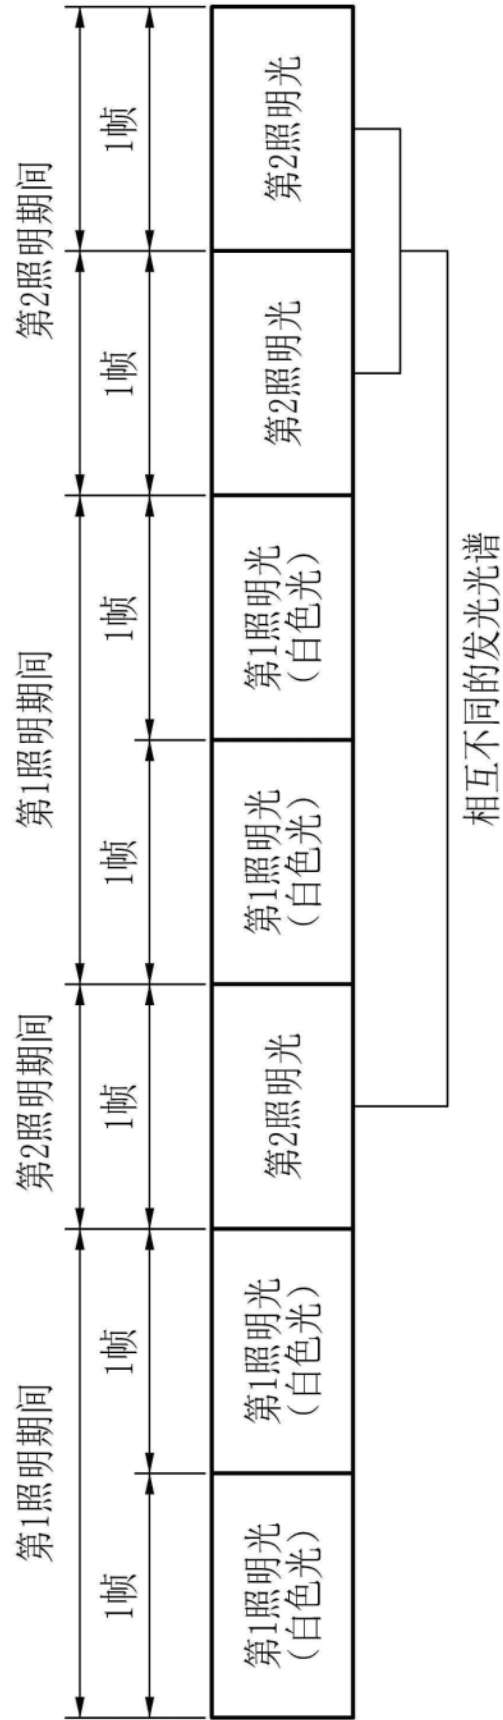 第1照明期间
第2照明期间
第1照明期间
第2照明期间
1帧
1帧
1帧
1帧
1帧
1帧
1帧
第1照明光
(白色光)
第1照明光
(白色光)
第2照明光
第1照明光
(白色光)
第1照明光
(白色光)
第2照明光
第2照明光
相互不同的发光光谱